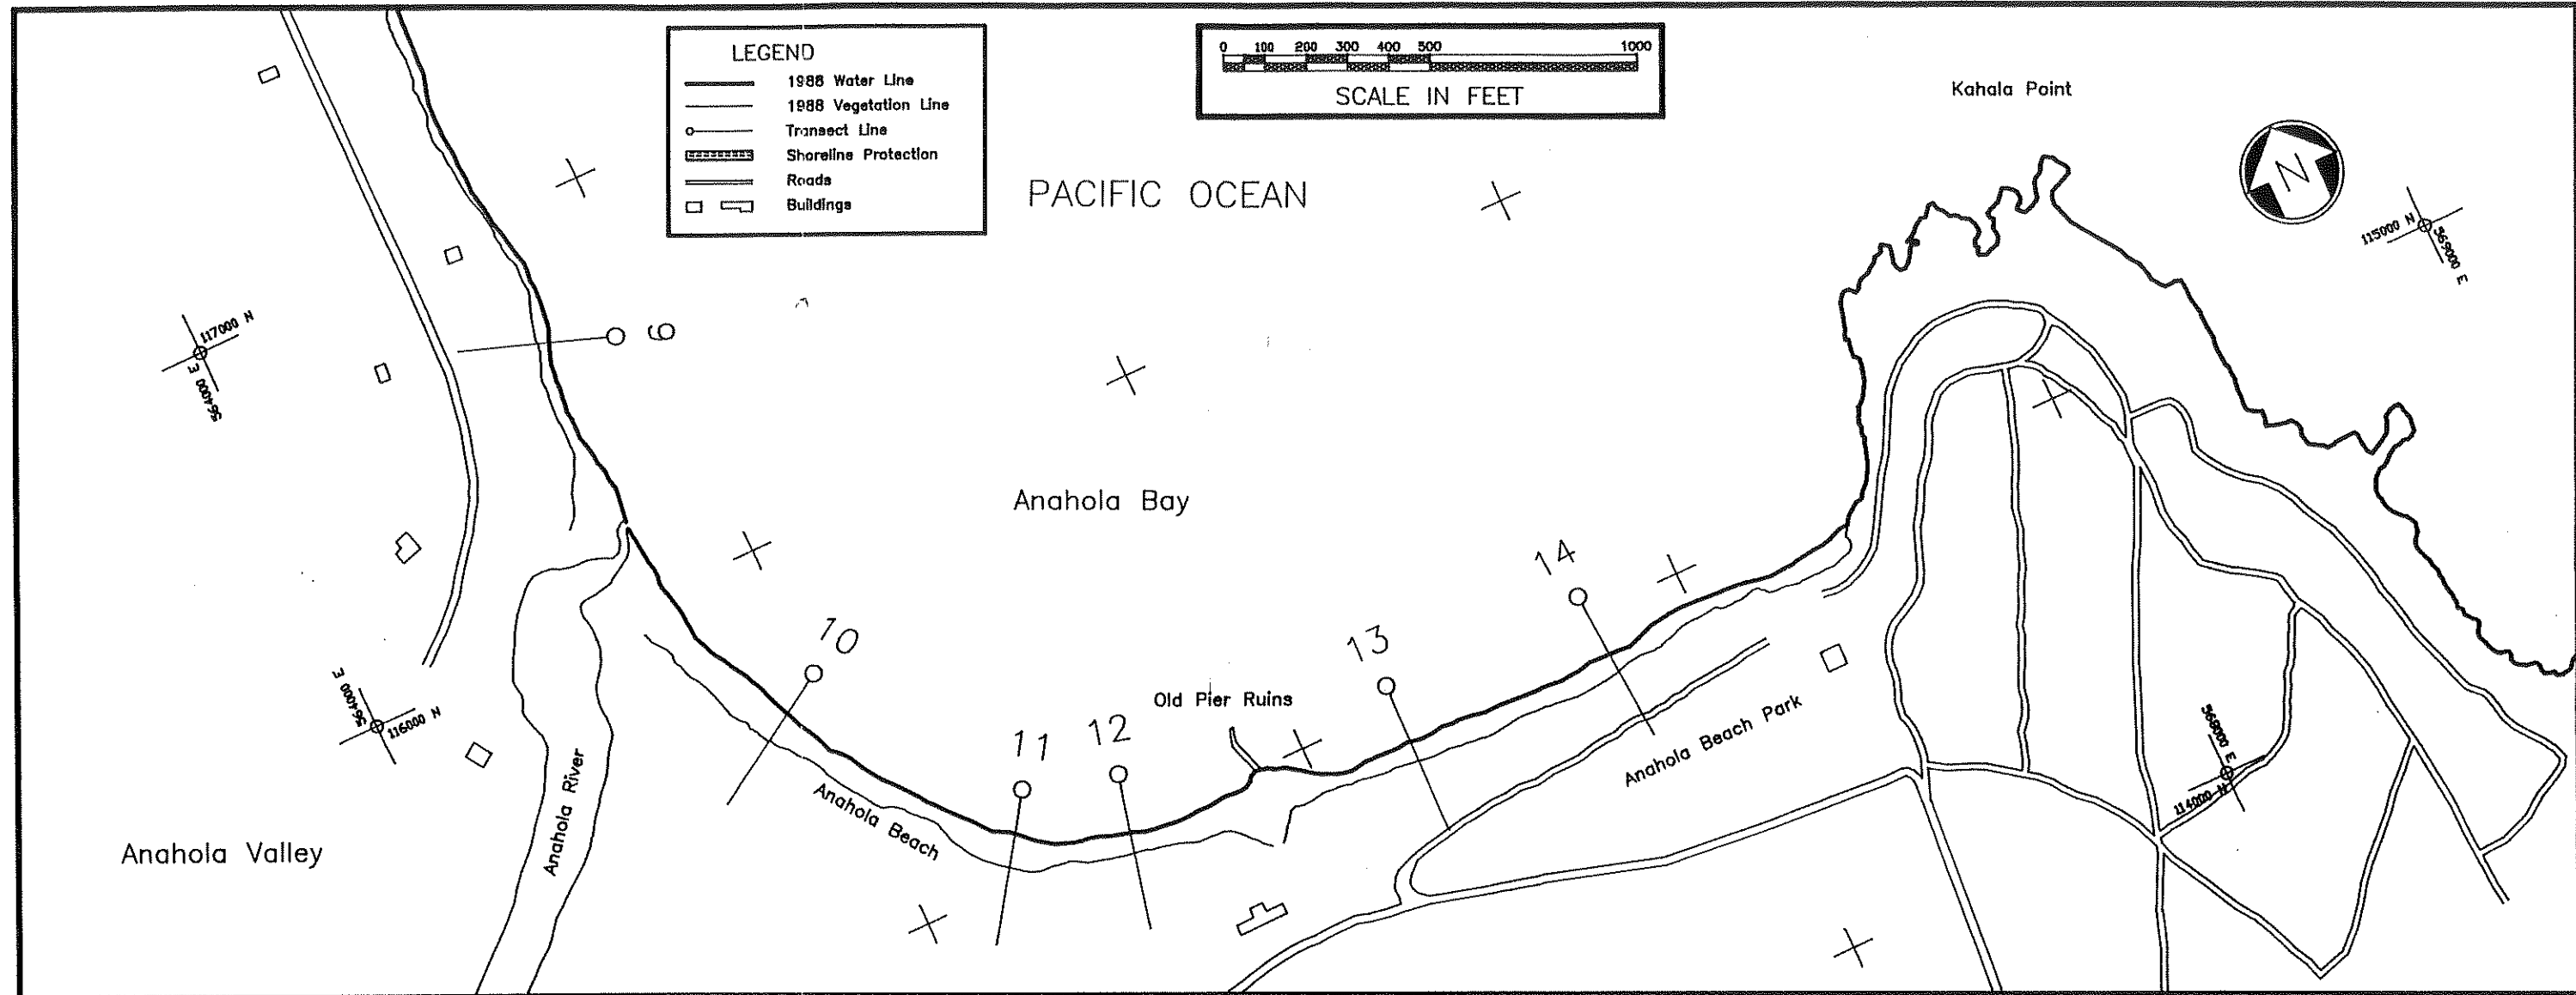 LEGEND
1988 Water Line
1988 Vegetation Line
Transect Line
Shoreline Protection
Roads
Buildings
0 100 200 300 400 500 1000
SCALE IN FEET
PACIFIC OCEAN
Kahala Point
N
115000 N
569000 E
117000 N
564000 E
9
Anahola Bay
10
11
12
Old Pier Ruins
13
14
Anahola Beach Park
564000 E
116000 N
Anahola River
Anahola Beach
Anahola Valley
568000 E
114000 N